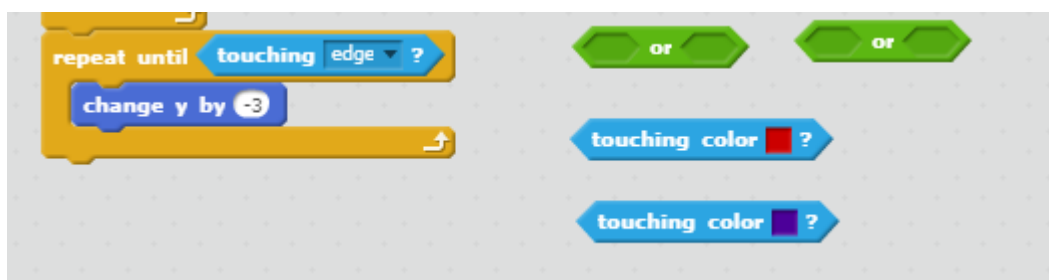 repeat until touching edge ?
change y by -3
or
or
touching color ?
touching color ?